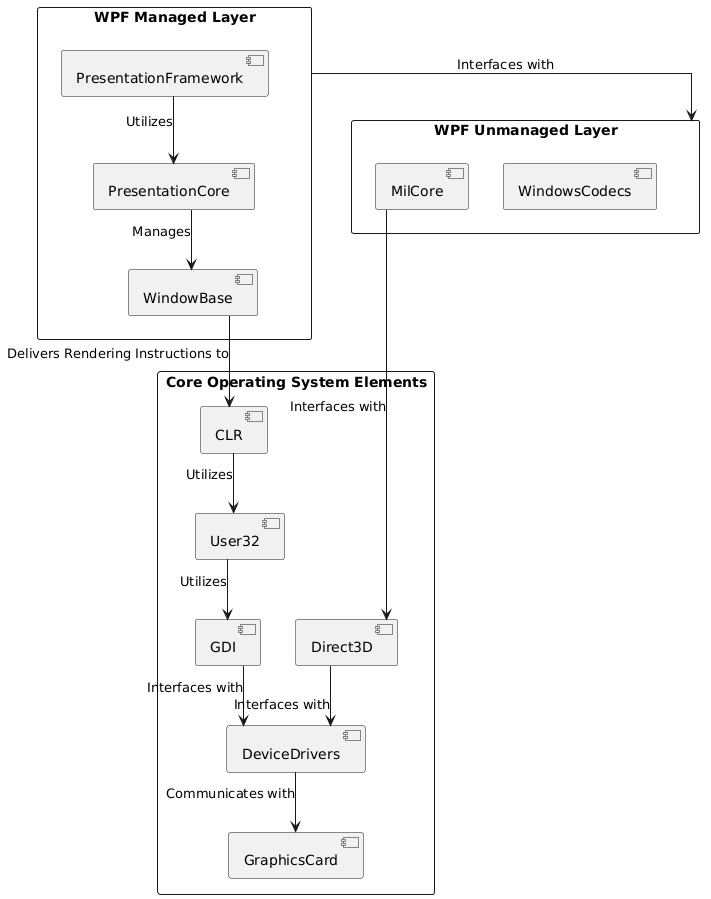 WPF Managed Layer
PresentationFramework
Interfaces with
Utilizes
WPF Unmanaged Layer
PresentationCore
MilCore
WindowsCodecs
Manages
WindowBase
Delivers Rendering Instructions to
Core Operating System Elements
Interfaces with
CLR
Utilizes
User32
Utilizes
GDI
Direct3D
Interfaces with
Interfaces with
DeviceDrivers
Communicates with
GraphicsCard